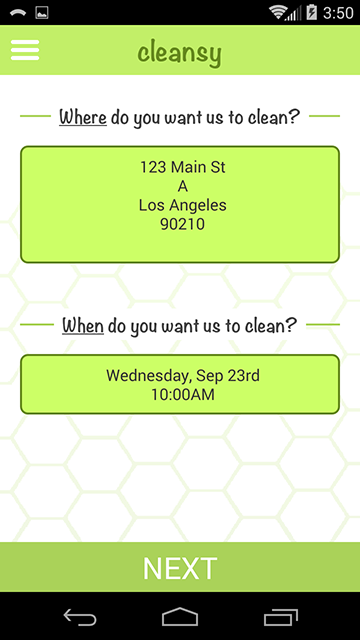 3:50
cleansy
Where do you want us to clean?
123 Main St
A
Los Angeles
90210
When do you want us to clean?
Wednesday, Sep 23rd
10:00AM
NEXT